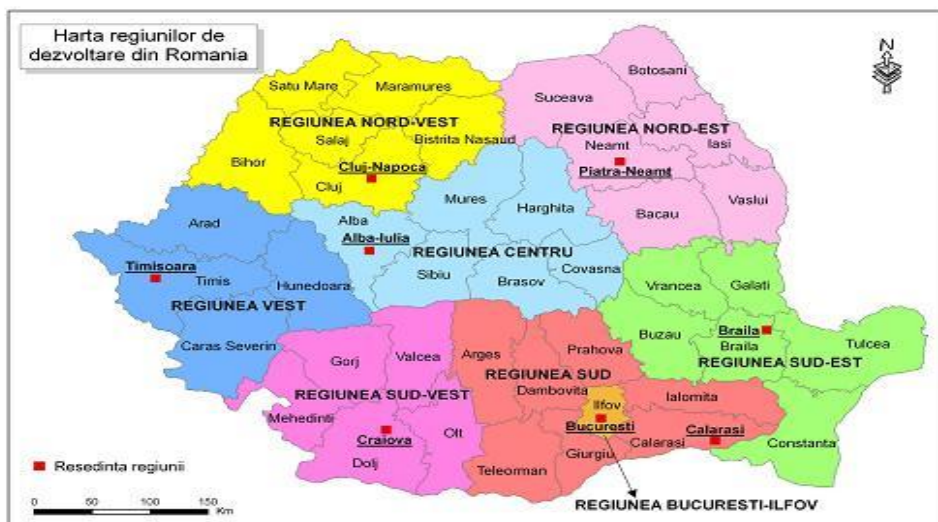 Harta regiunilor de
dezvoltare din Romania
N
Botosani
Satu Mare
Maramures
Suceava
REGIUNEA NORD-VEST
REGIUNEA NORD-EST
Salaj
Bistrita Nasaud
Neamt
Iasi
Bihor
Cluj-Napoca
Piatra-Neamt
Cluj
Mures
Harghita
Bacau
Vaslui
Arad
Alba
Alba-Iulia
REGIUNEA CENTRU
Timisoara
Timis
Hunedoara
Sibiu
Brasov
Covasna
Vrancea
Galati
REGIUNEA VEST
Buzau
Braila
Braila
Tulcea
Caras Severin
Gorj
Valcea
Arges
Prahova
REGIUNEA SUD-EST
REGIUNEA SUD
REGIUNEA SUD-VEST
Dambovita
Ilfov
Ialomita
Mehedinti
Bucuresti
Calarasi
Craiova
Olt
Giurgiu
Calarasi
Constanta
Dolj
Teleorman
Resedinta regiunii
REGIUNEA BUCURESTI-ILFOV
0 50 100 150
Km